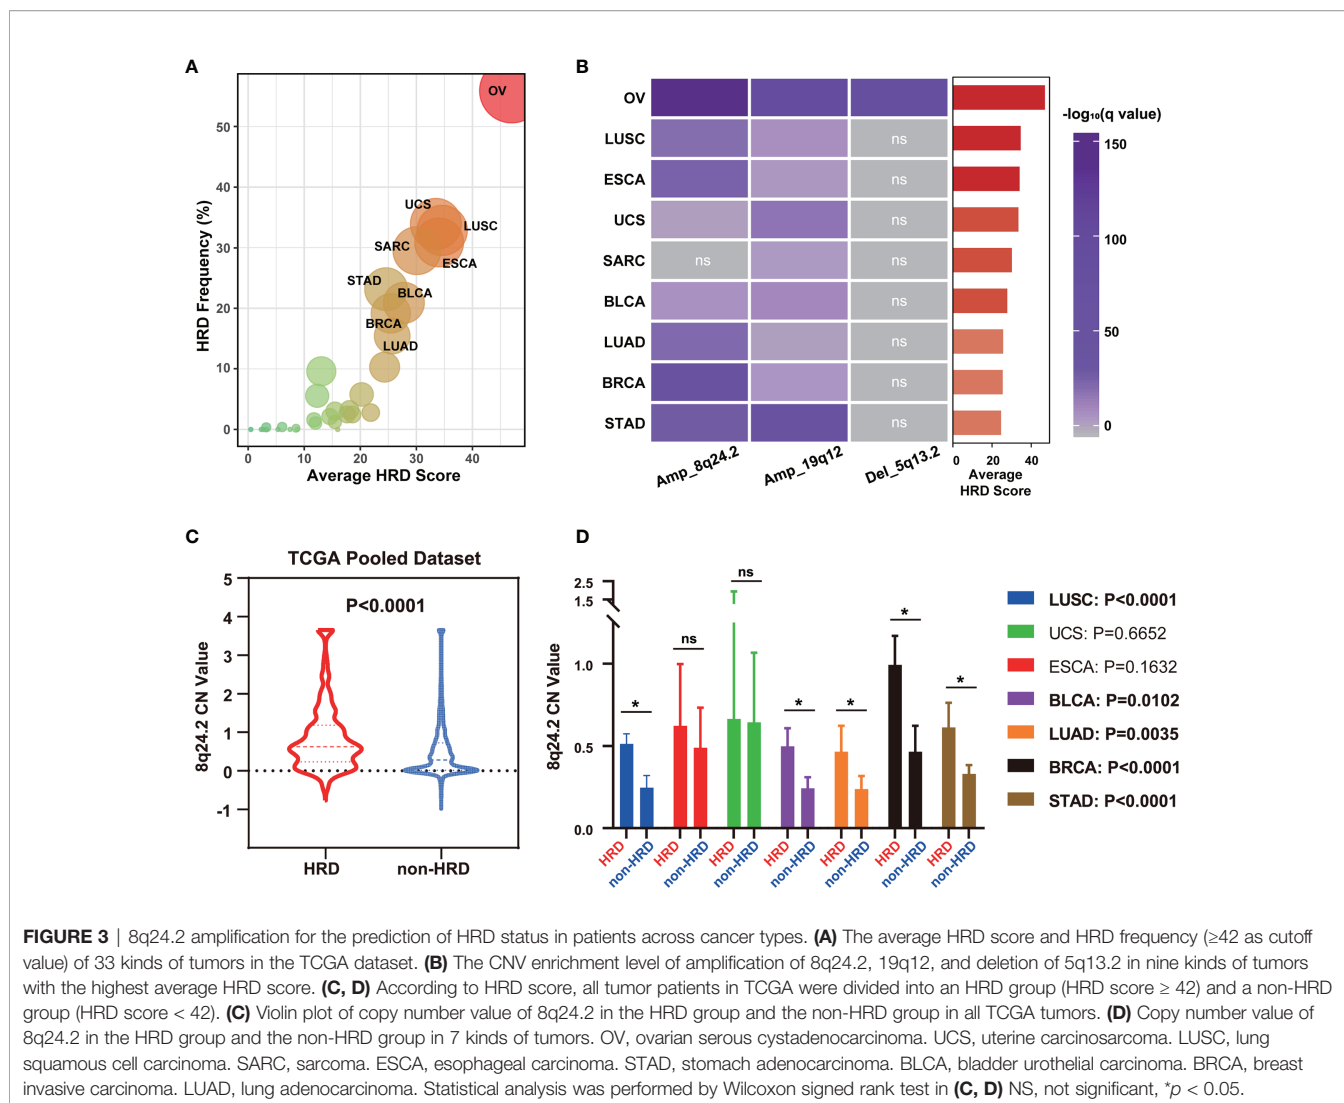 A
HRD Frequency (%)
50
40
30
20
10
0
OV
UCS
LUSC
SARC
ESCA
STAD
BLCA
BRCA
LUAD
0 10 20 30 40
Average HRD Score
B
OV
LUSC
ns
ESCA
ns
UCS
ns
SARC
ns
ns
BLCA
ns
LUAD
ns
BRCA
ns
STAD
ns
Amp_8q24.2
Amp_19q12
Del_5q13.2
0 20 40
Average
HRD Score
-log₁₀(q value)
150
100
50
0
C
TCGA Pooled Dataset
P<0.0001
8q24.2 CN Value
5
4
3
2
1
0
-1
HRD
non-HRD
D
8q24.2 CN Value
2.5
1.5
1.0
0.5
0.0
*
ns
ns
*
*
*
*
HRD
non-HRD
HRD
non-HRD
HRD
non-HRD
HRD
non-HRD
HRD
non-HRD
HRD
non-HRD
HRD
non-HRD
LUSC: P<0.0001
UCS: P=0.6652
ESCA: P=0.1632
BLCA: P=0.0102
LUAD: P=0.0035
BRCA: P<0.0001
STAD: P<0.0001
FIGURE 3 | 8q24.2 amplification for the prediction of HRD status in patients across cancer types. (A) The average HRD score and HRD frequency (≥42 as cutoff
value) of 33 kinds of tumors in the TCGA dataset. (B) The CNV enrichment level of amplification of 8q24.2, 19q12, and deletion of 5q13.2 in nine kinds of tumors
with the highest average HRD score. (C, D) According to HRD score, all tumor patients in TCGA were divided into an HRD group (HRD score ≥ 42) and a non-HRD
group (HRD score < 42). (C) Violin plot of copy number value of 8q24.2 in the HRD group and the non-HRD group in all TCGA tumors. (D) Copy number value of
8q24.2 in the HRD group and the non-HRD group in 7 kinds of tumors. OV, ovarian serous cystadenocarcinoma. UCS, uterine carcinosarcoma. LUSC, lung
squamous cell carcinoma. SARC, sarcoma. ESCA, esophageal carcinoma. STAD, stomach adenocarcinoma. BLCA, bladder urothelial carcinoma. BRCA, breast
invasive carcinoma. LUAD, lung adenocarcinoma. Statistical analysis was performed by Wilcoxon signed rank test in (C, D) NS, not significant, *p < 0.05.